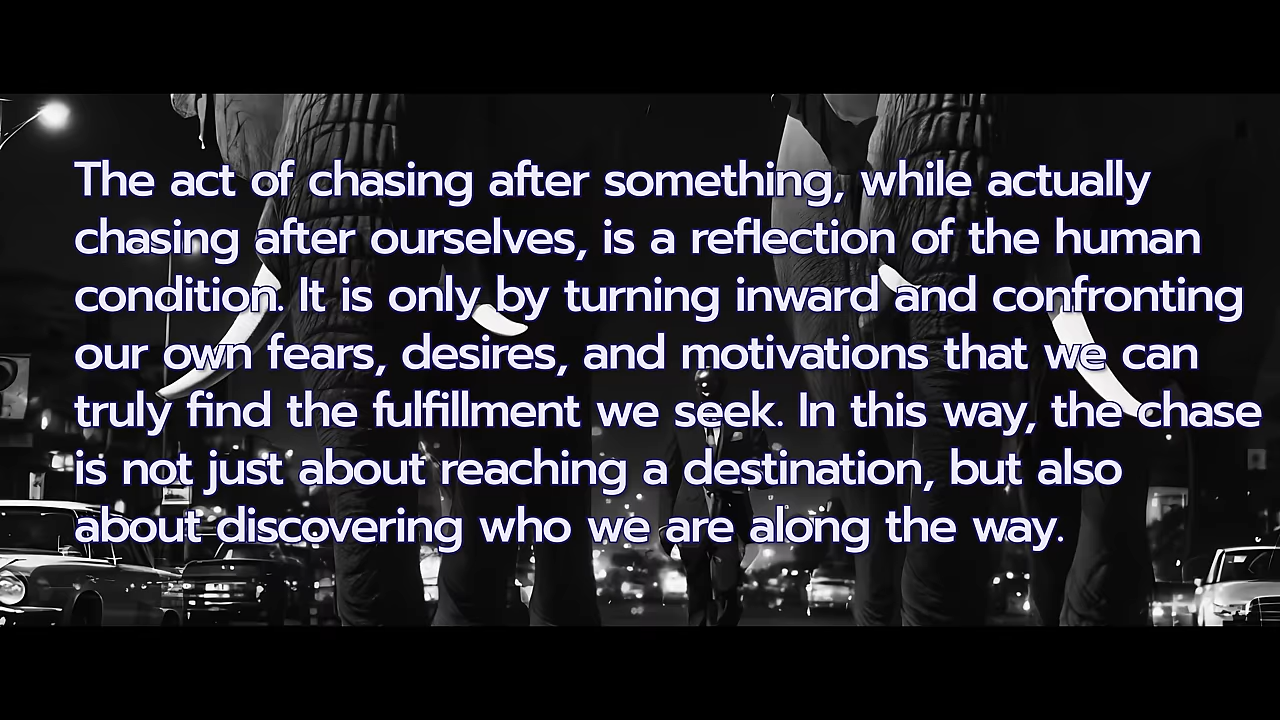 The act of chasing after something, while actually
chasing after ourselves, is a reflection of the human
condition. It is only by turning inward and confronting
our own fears, desires, and motivations that we can
truly find the fulfillment we seek. In this way, the chase
is not just about reaching a destination, but also
about discovering who we are along the way.